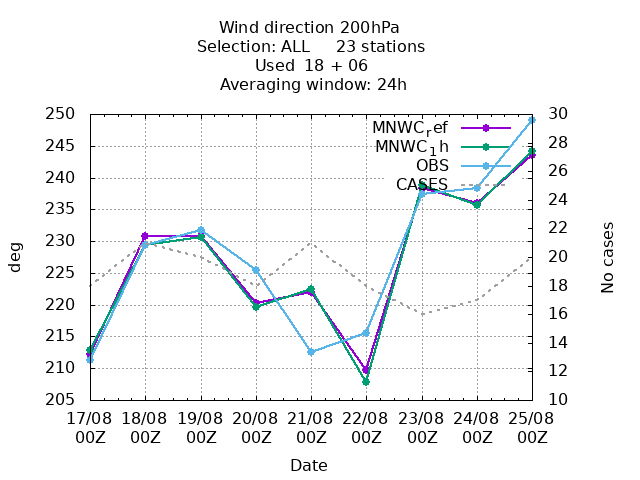 Wind direction 200hPa
Selection: ALL 23 stations
Used 18 + 06
Averaging window: 24h
MNWCref
MNWC1h
OBS
CASES
deg
250
245
240
235
230
225
220
215
210
205
No cases
30
28
26
24
22
20
18
16
14
12
10
17/08 18/08 19/08 20/08 21/08 22/08 23/08 24/08 25/08
00Z 00Z 00Z 00Z 00Z 00Z 00Z 00Z 00Z
Date